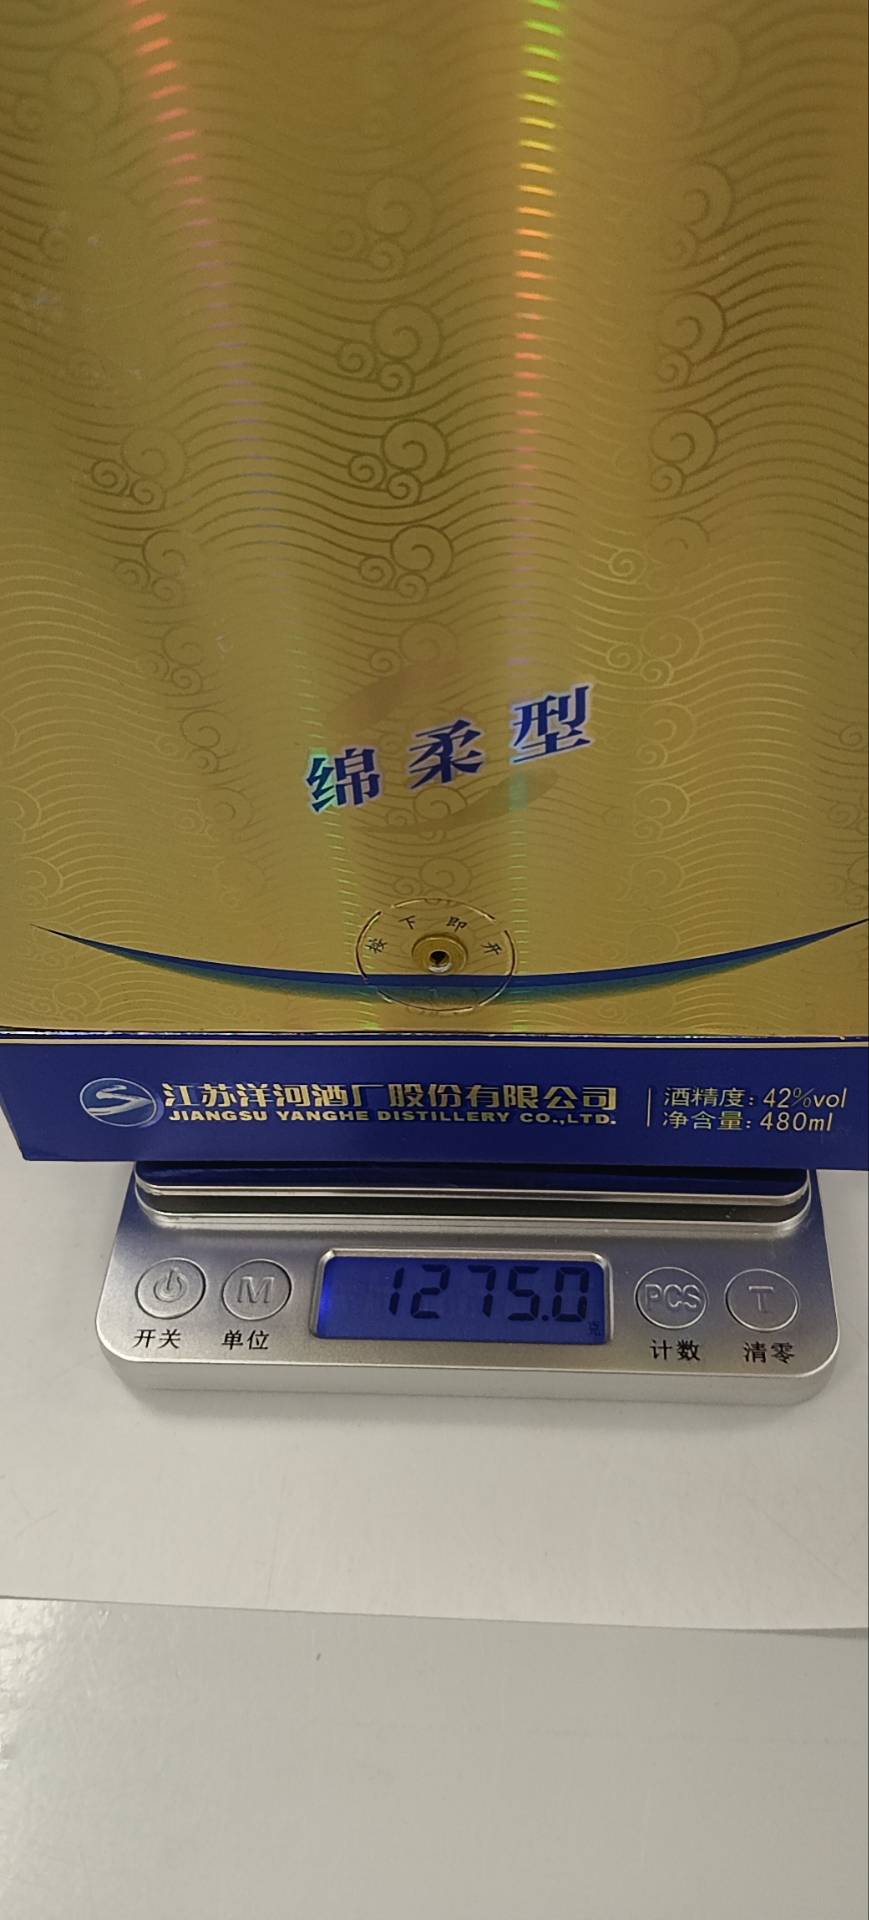 绵柔型
按下即开
江苏洋河酒厂股份有限公司
JIANGSU YANGHE DISTILLERY CO.,LTD.
酒精度: 42%vol
净含量: 480ml
1275.0
克
M
PCS
T
开关
单位
计数
清零